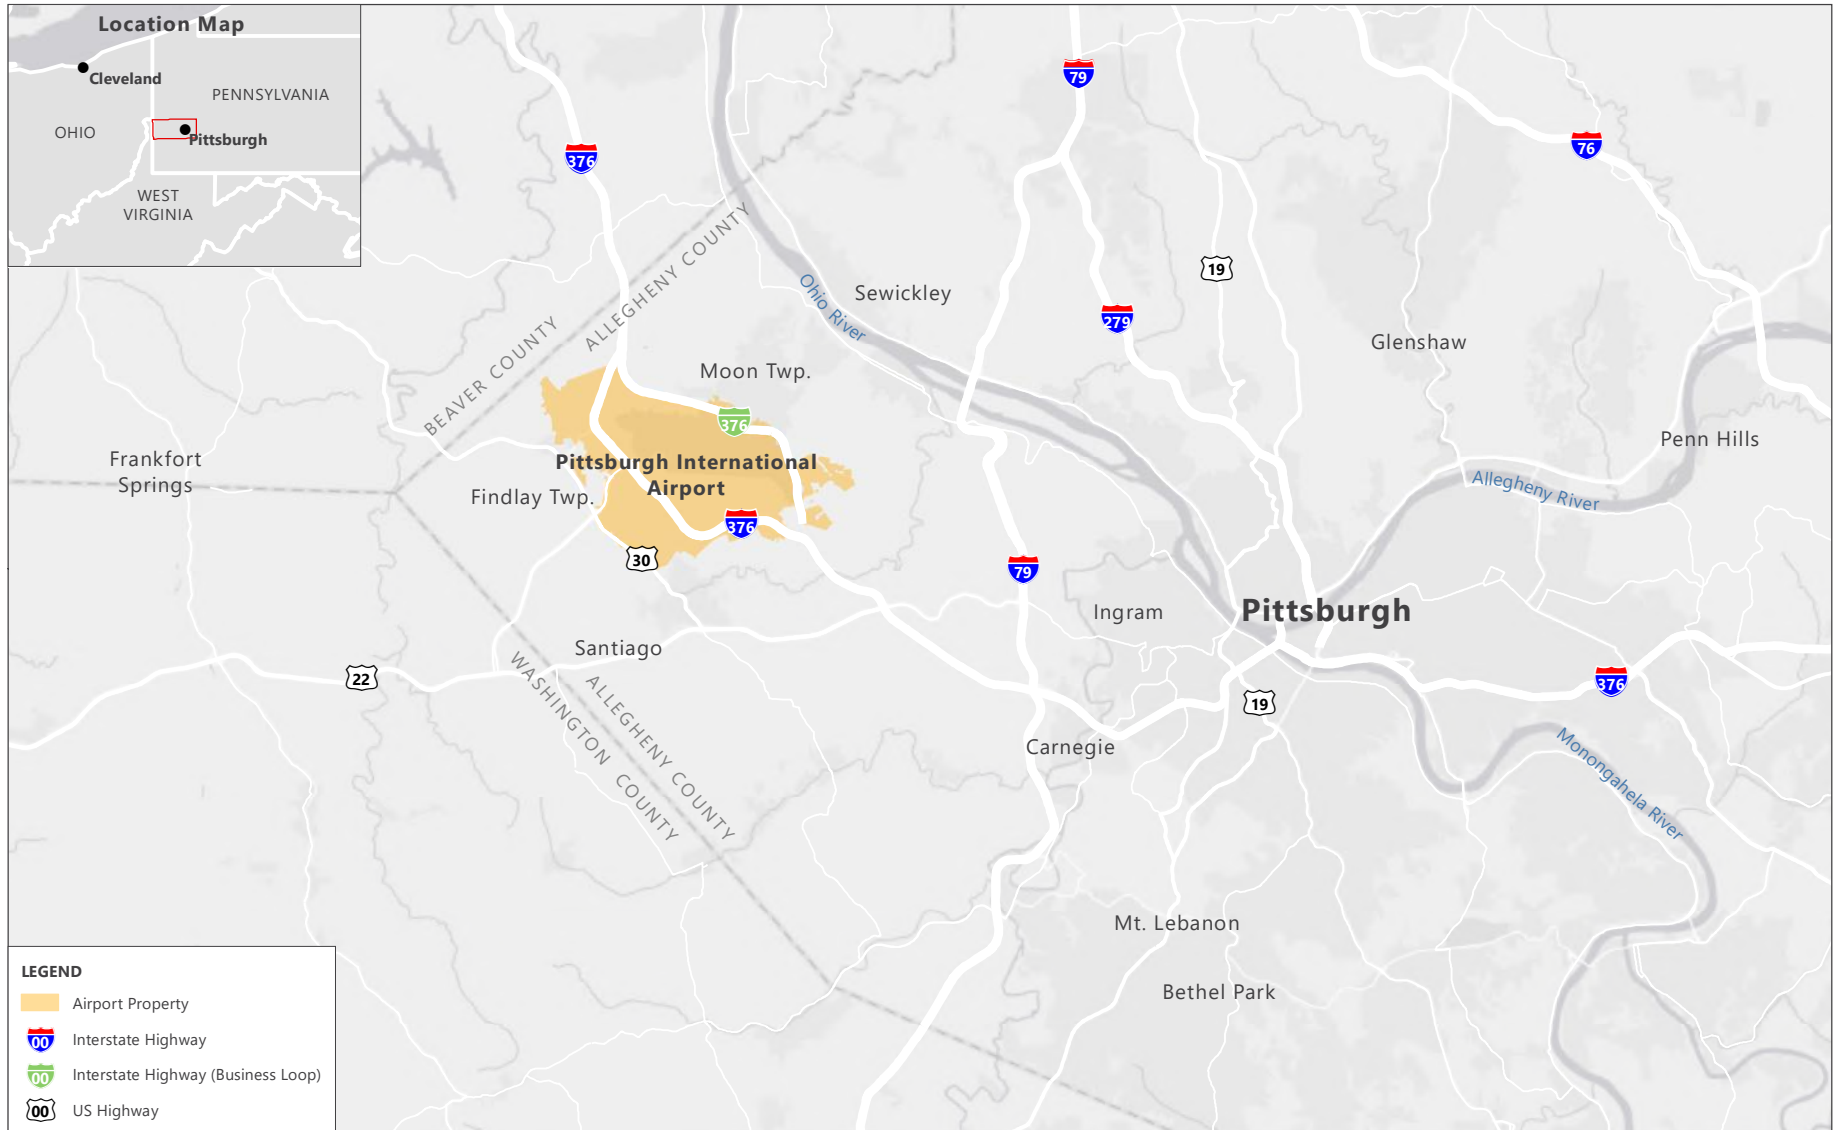 Location Map
Cleveland
PENNSYLVANIA
OHIO
Pittsburgh
WEST
VIRGINIA
79
76
376
BEAVER COUNTY
ALLEGHENY COUNTY
Ohio River
Sewickley
19
279
Glenshaw
Moon Twp.
376
Penn Hills
Frankfort
Springs
Pittsburgh International
Airport
Findlay Twp.
Allegheny River
376
30
79
Ingram
Pittsburgh
Santiago
22
WASHINGTON COUNTY
ALLEGHENY COUNTY
19
376
Carnegie
Monongahela River
Mt. Lebanon
Bethel Park
LEGEND
Airport Property
00
Interstate Highway
00
Interstate Highway (Business Loop)
00
US Highway